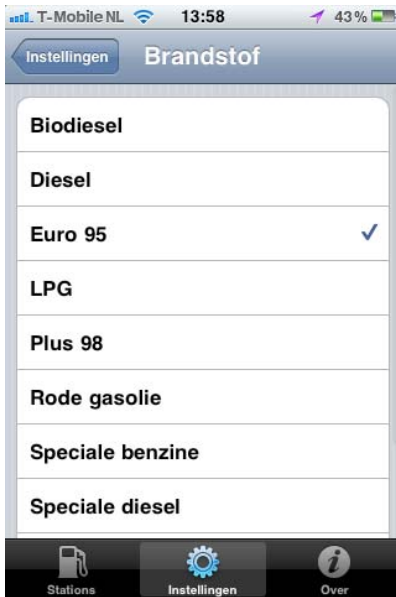 T-Mobile NL 13:58 43%
Instellingen Brandstof
Biodiesel
Diesel
Euro 95
LPG
Plus 98
Rode gasolie
Speciale benzine
Speciale diesel
Stations Instellingen Over